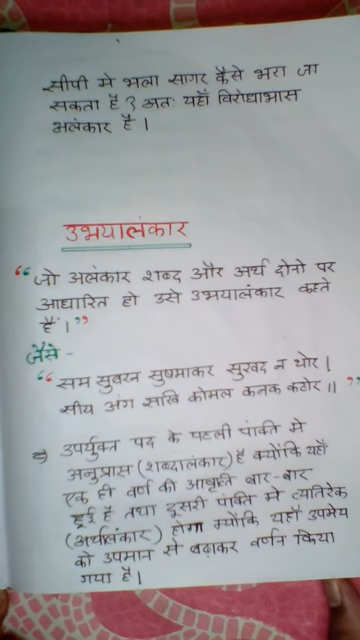 सीपी मे भला सागर कैसे भरा जा
सकता है ? अतः यहाँ विरोधाभास
अलंकार है ।
उभयालंकार
“जो अलंकार शब्द और अर्थ दोनो पर
आधारित हो उसे उभयालंकार कहते
हैं ।”
जैसे -
“सम सुवरन सुषमाकर सुखद न थोर ।
सीय अंग सखि कोमल कनक कठोर ॥”
⇒ उपर्युक्त पद के पहली पंक्ति मे
अनुप्रास (शब्दालंकार) है क्योंकि यहाँ
एक ही वर्ण की आवृति बार-बार
हुई है तथा दूसरी पंक्ति मे व्यतिरेक
(अर्थालंकार) होगा क्योंकि यहाँ उपमेय
को उपमान से बढ़ाकर वर्णन किया
गया है ।